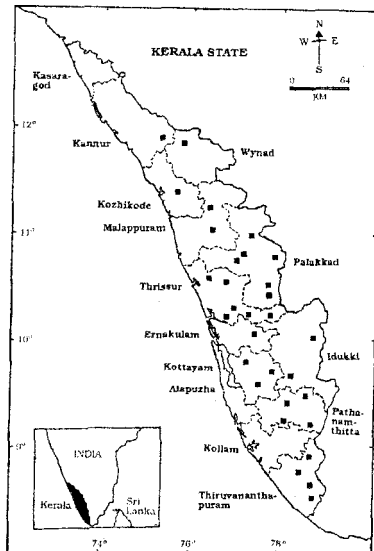 N
W E
S
KERALA STATE
0 64
KM
Kasara-
god
12°
Kannur
Wynad
Kozhikode
11°
Malappuram
Palakkad
Thrissur
10°
Ernakulam
Idukki
Kottayam
Alapuzha
Patha-
nam-
thitta
9°
Kollam
Thiruvanantha-
puram
INDIA
Kerala
Sri
Lanka
74° 76° 78°